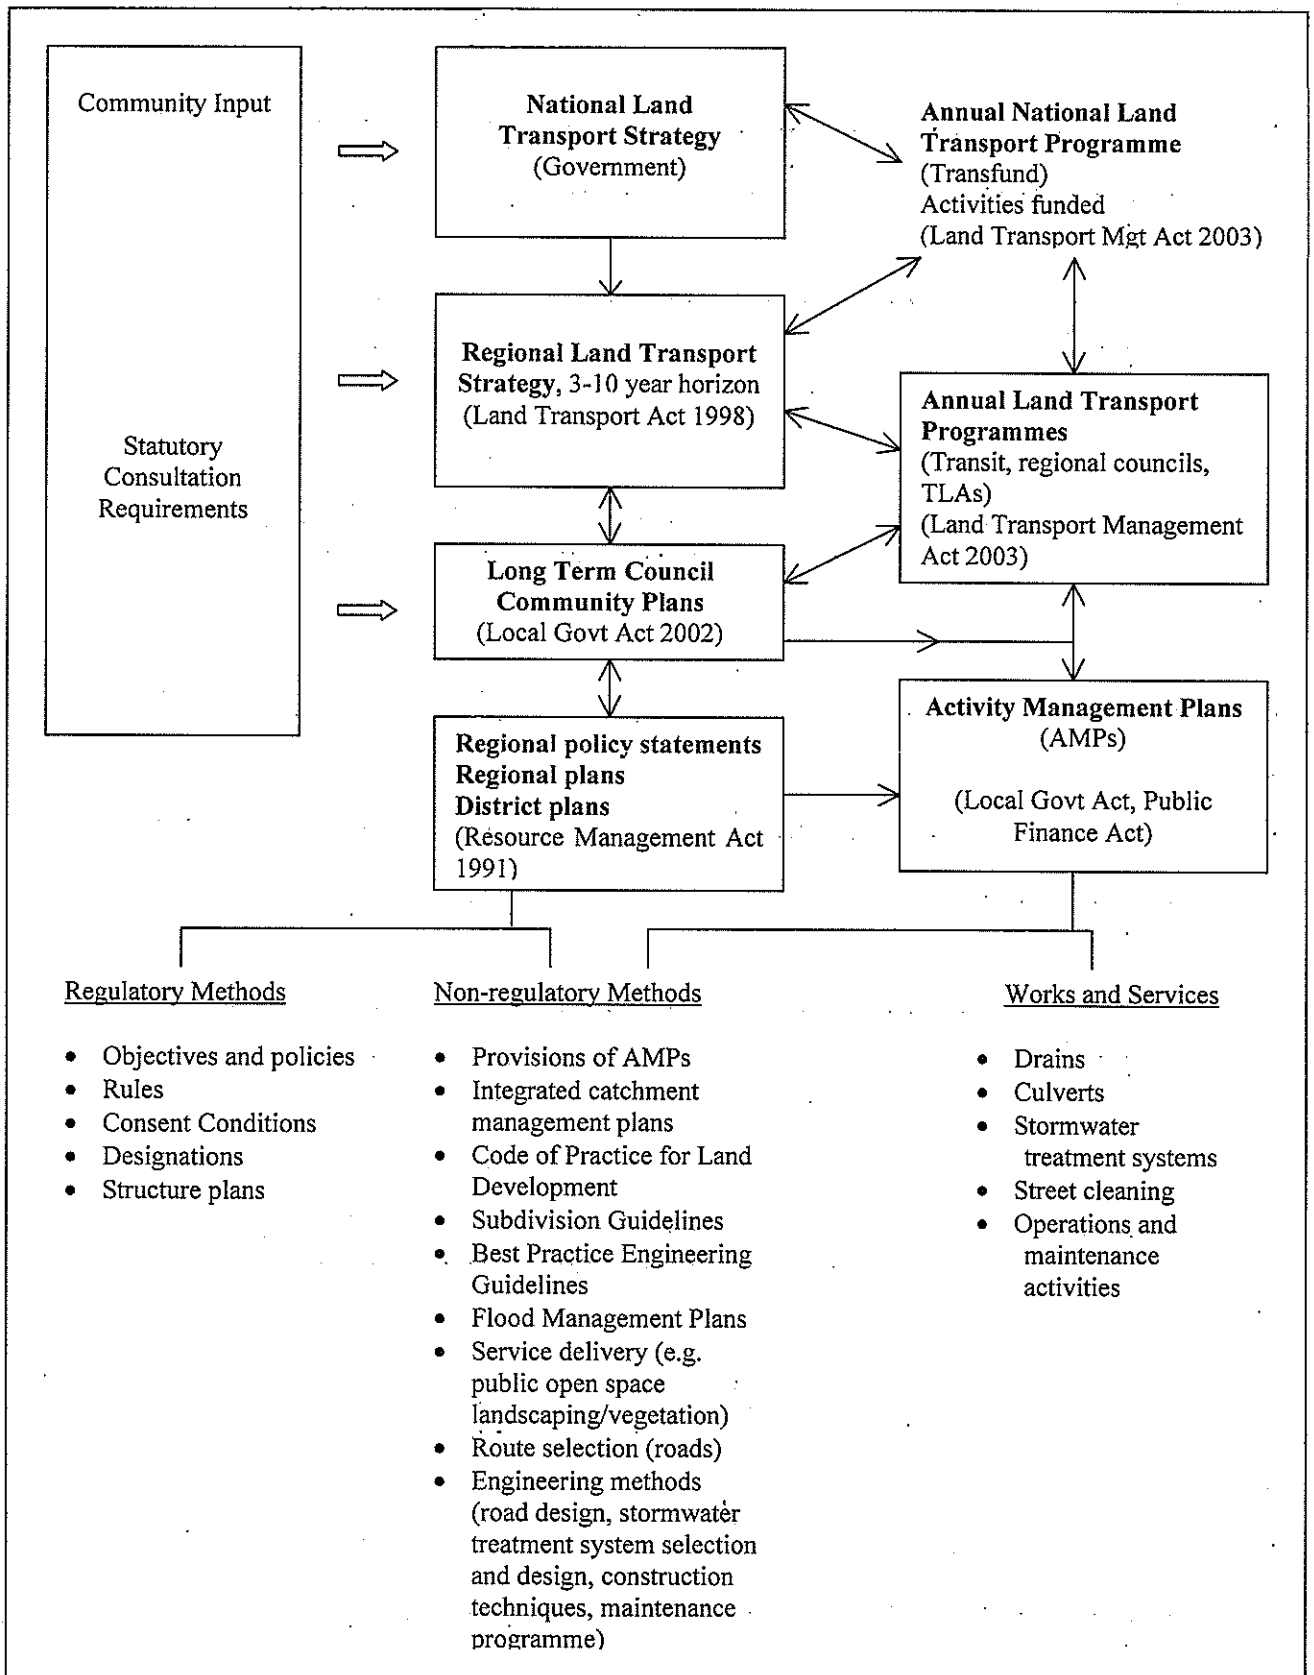 Community Input
Statutory
Consultation
Requirements
National Land
Transport Strategy
(Government)
Annual National Land
Transport Programme
(Transfund)
Activities funded
(Land Transport Mgt Act 2003)
Regional Land Transport
Strategy, 3-10 year horizon
(Land Transport Act 1998)
Annual Land Transport
Programmes
(Transit, regional councils,
TLAs)
(Land Transport Management
Act 2003)
Long Term Council
Community Plans
(Local Govt Act 2002)
Activity Management Plans
(AMPs)
(Local Govt Act, Public
Finance Act)
Regional policy statements
Regional plans
District plans
(Resource Management Act
1991)
Regulatory Methods
• Objectives and policies
• Rules
• Consent Conditions
• Designations
• Structure plans
Non-regulatory Methods
• Provisions of AMPs
• Integrated catchment
management plans
• Code of Practice for Land
Development
• Subdivision Guidelines
• Best Practice Engineering
Guidelines
• Flood Management Plans
• Service delivery (e.g.
public open space
landscaping/vegetation)
• Route selection (roads)
• Engineering methods
(road design, stormwater
treatment system selection
and design, construction
techniques, maintenance
programme)
Works and Services
• Drains
• Culverts
• Stormwater
treatment systems
• Street cleaning
• Operations and
maintenance
activities